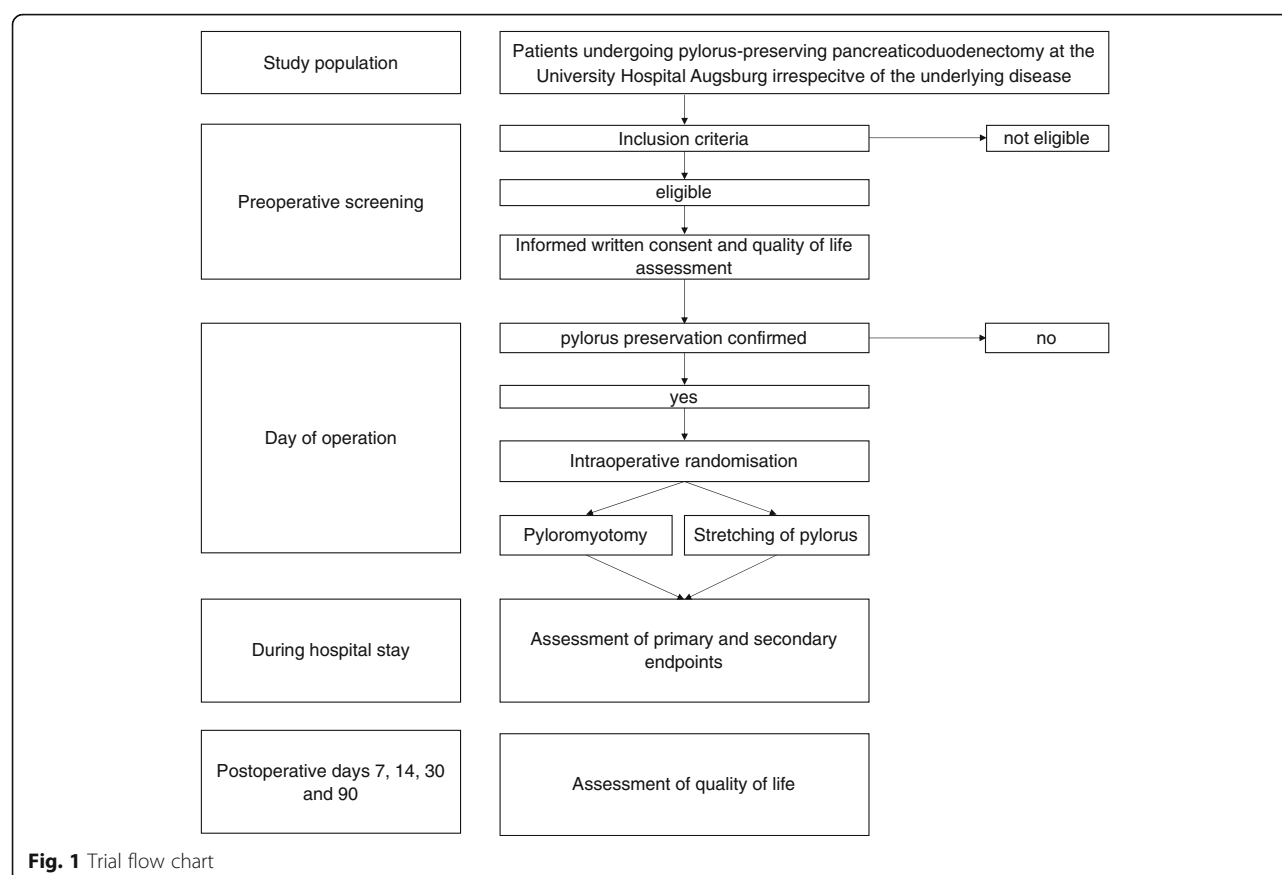 Study population
Patients undergoing pylorus-preserving pancreaticoduodenectomy at the
University Hospital Augsburg irrespecitve of the underlying disease
Preoperative screening
Inclusion criteria
not eligible
eligible
Informed written consent and quality of life
assessment
Day of operation
pylorus preservation confirmed
no
yes
Intraoperative randomisation
Pyloromyotomy
Stretching of pylorus
During hospital stay
Assessment of primary and secondary
endpoints
Postoperative days 7, 14, 30
and 90
Assessment of quality of life
Fig. 1 Trial flow chart